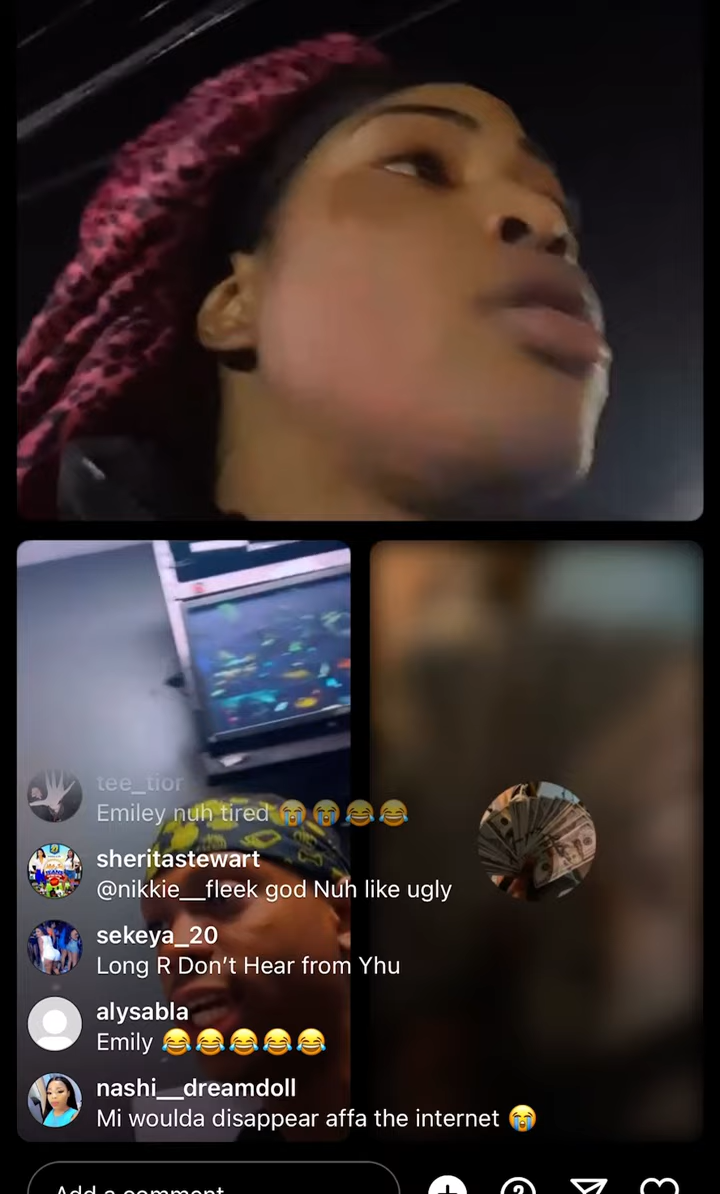 tee_tior
Emiley nuh tired 😭😭😂😂
sheritastewart
@nikkie__fleek god Nuh like ugly
sekeya_20
Long R Don't Hear from Yhu
alysabla
Emily 😂😂😂😂😂
nashi__dreamdoll
Mi woulda disappear affa the internet 😭
Add a comment